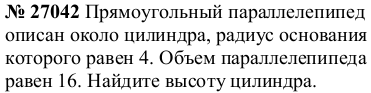 № 27042 Прямоугольный параллелепипед
описан около цилиндра, радиус основания
которого равен 4. Объем параллелепипеда
равен 16. Найдите высоту цилиндра.